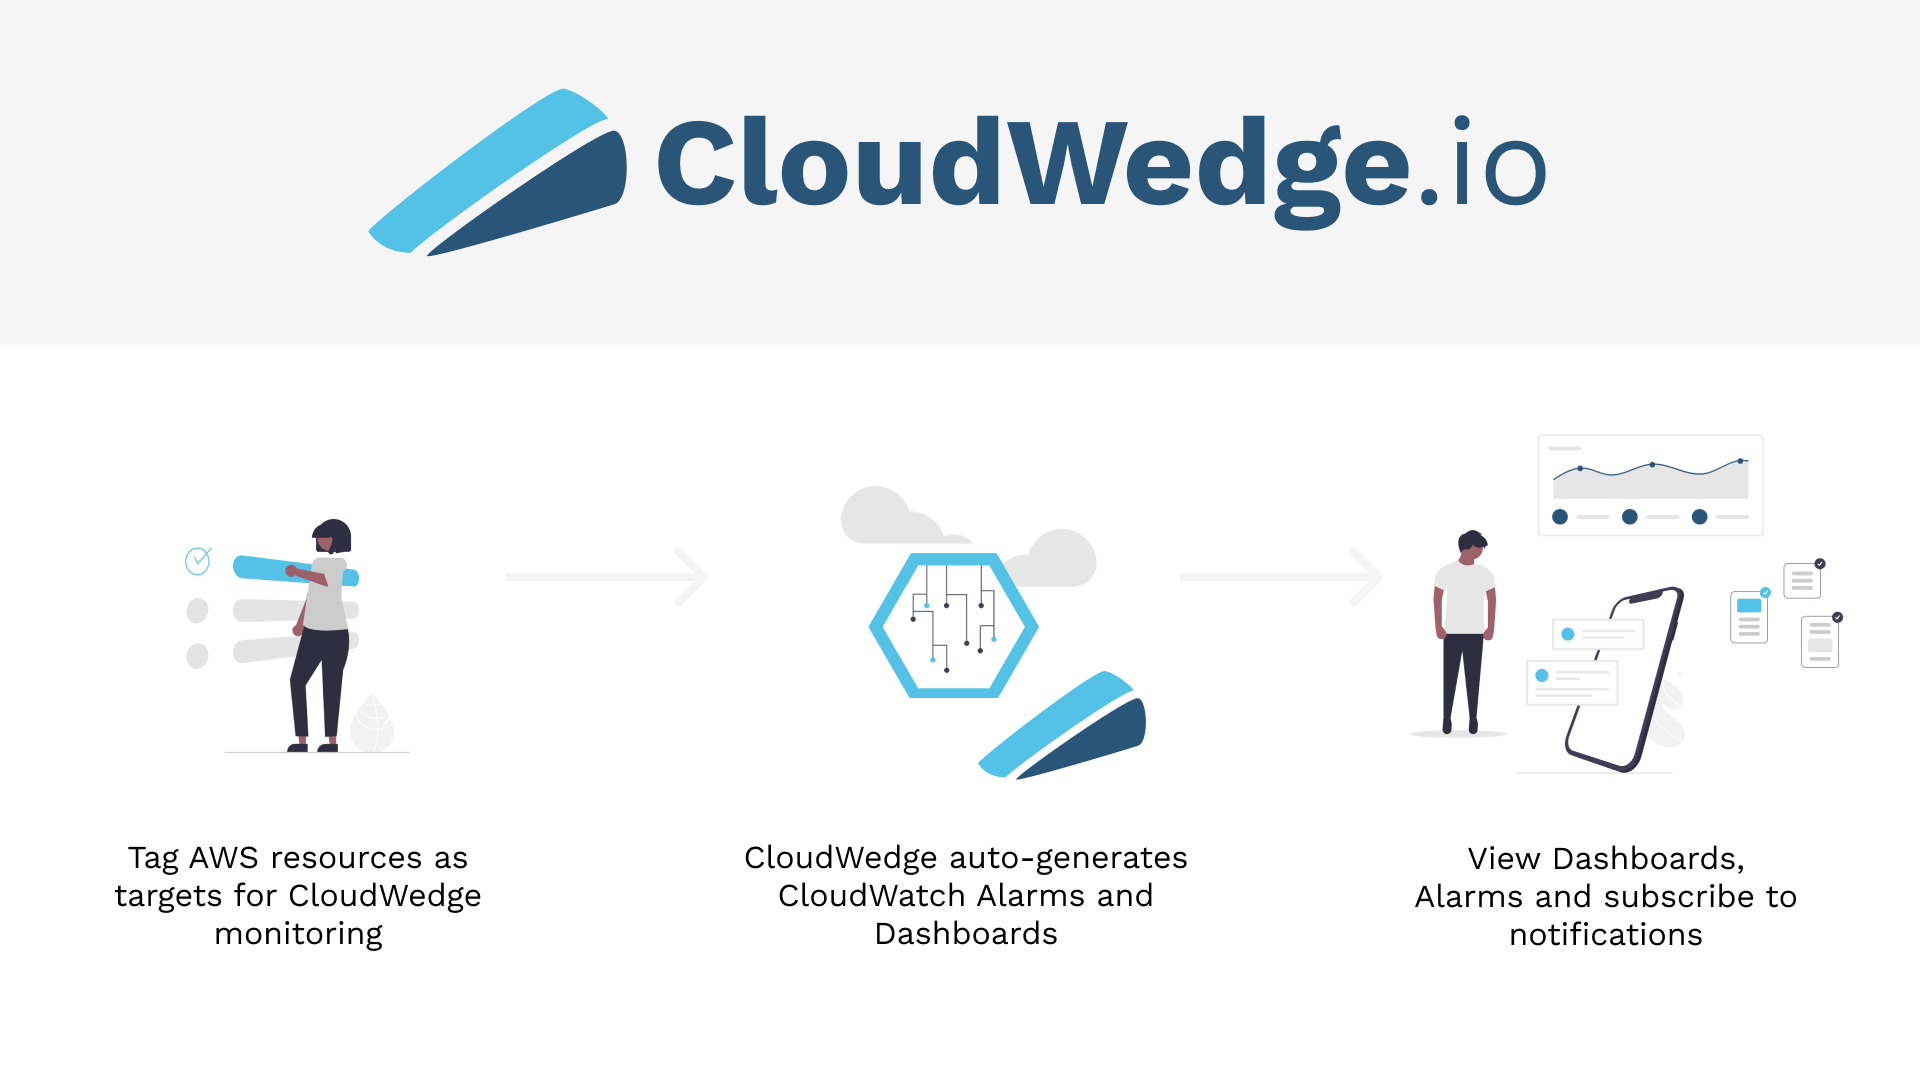 CloudWedge.io
Tag AWS resources as
targets for CloudWedge
monitoring
CloudWedge auto-generates
CloudWatch Alarms and
Dashboards
View Dashboards,
Alarms and subscribe to
notifications